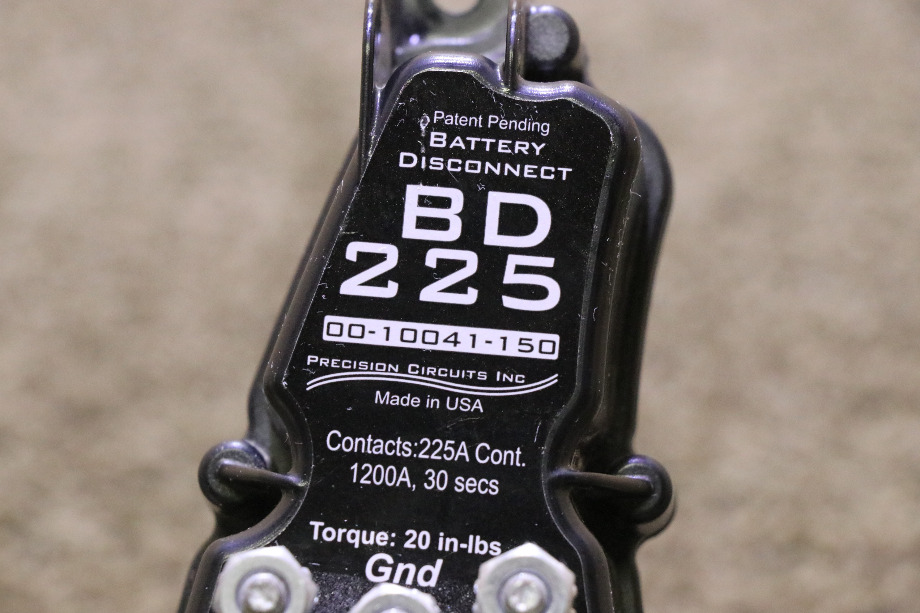 Patent Pending
BATTERY
DISCONNECT
BD
225
00-10041-150
PRECISION CIRCUITS INC
Made in USA
Contacts:225A Cont.
1200A, 30 secs
Torque: 20 in-lbs
Gnd